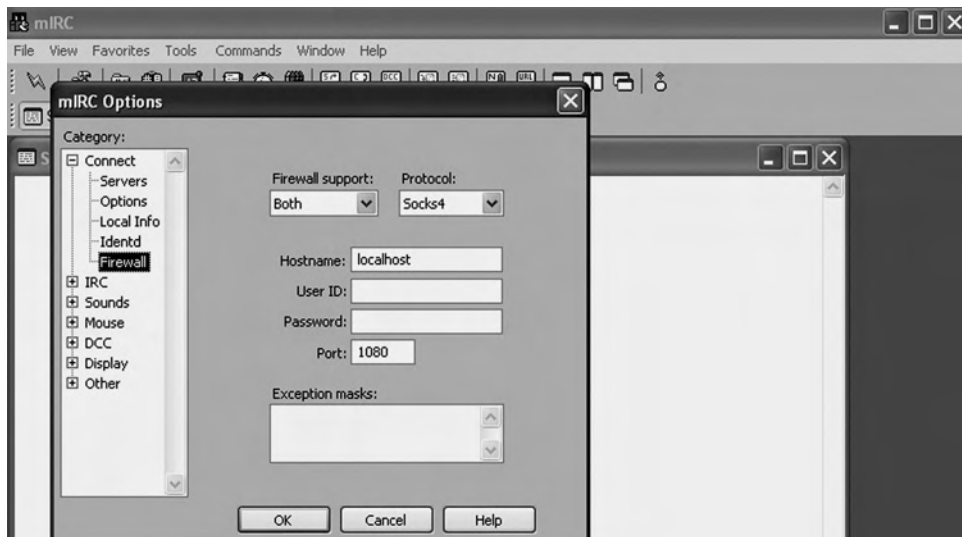 mIRC
File View Favorites Tools Commands Window Help
mIRC Options
Category:
Connect
Servers
Options
Local Info
Identd
Firewall
IRC
Sounds
Mouse
DCC
Display
Other
Firewall support: Protocol:
Both Socks4
Hostname: localhost
User ID:
Password:
Port: 1080
Exception masks:
OK Cancel Help